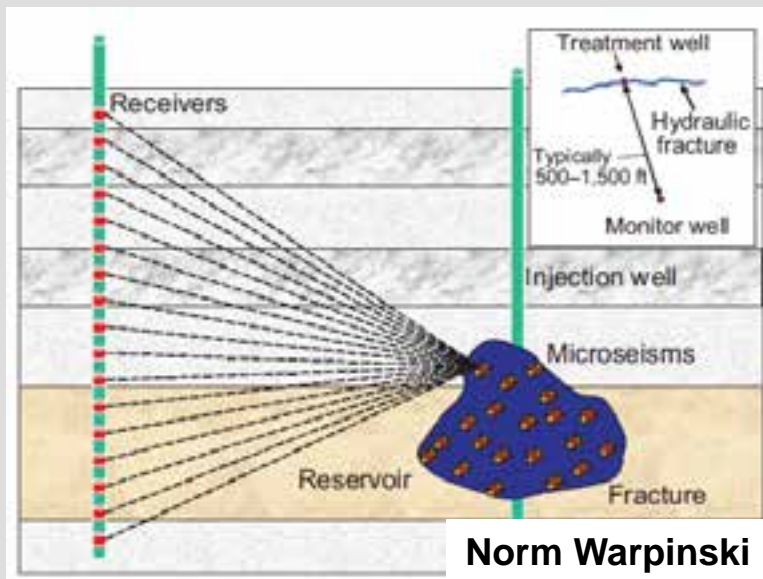 Receivers
Treatment well
Hydraulic
fracture
Typically
500–1,500 ft
Monitor well
Injection well
Microseisms
Reservoir
Fracture
Norm Warpinski